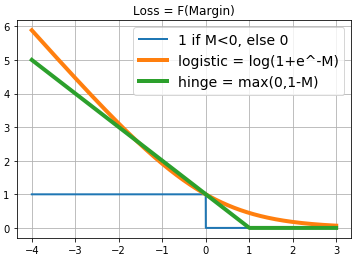 Loss = F(Margin)
1 if M<0, else 0
logistic = log(1+e^-M)
hinge = max(0,1-M)
6
5
4
3
2
1
0
−4 −3 −2 −1 0 1 2 3